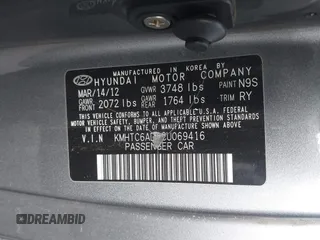 MANUFACTURED IN KOREA BY
HYUNDAI MOTOR COMPANY
MAR/14/12 GVWR 3748 lbs PAINT N9S
GAWR FRONT 2072 lbs GAWR REAR 1764 lbs TRIM RY
THIS VEHICLE CONFORMS TO ALL APPLICABLE U.S.A. FEDERAL
MOTOR VEHICLE SAFETY, BUMPER, AND THEFT PREVENTION
STANDARDS IN EFFECT ON THE DATE OF MANUFACTURE SHOWN ABOVE.
V.I.N
PASSENGER CAR
DREAMBID